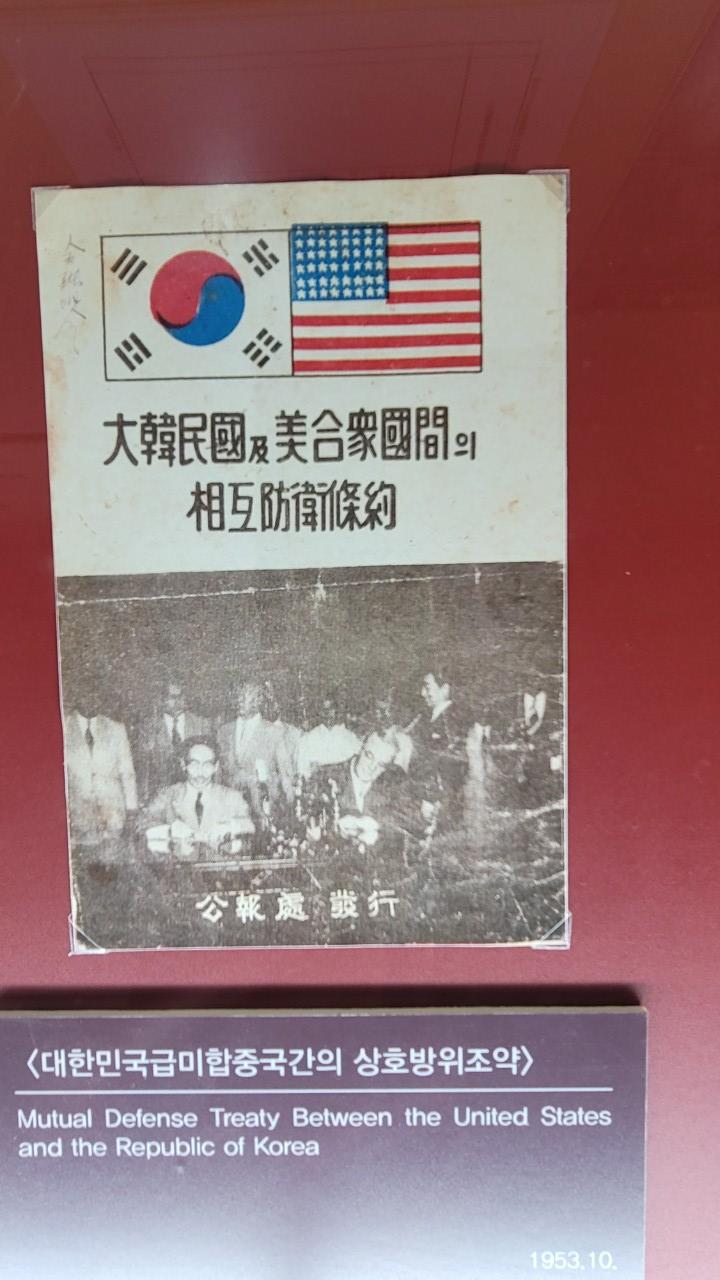 大韓民國及美合衆國間의
相互防衛條約
公報處 發行
〈대한민국급미합중국간의 상호방위조약〉
Mutual Defense Treaty Between the United States
and the Republic of Korea
1953.10.